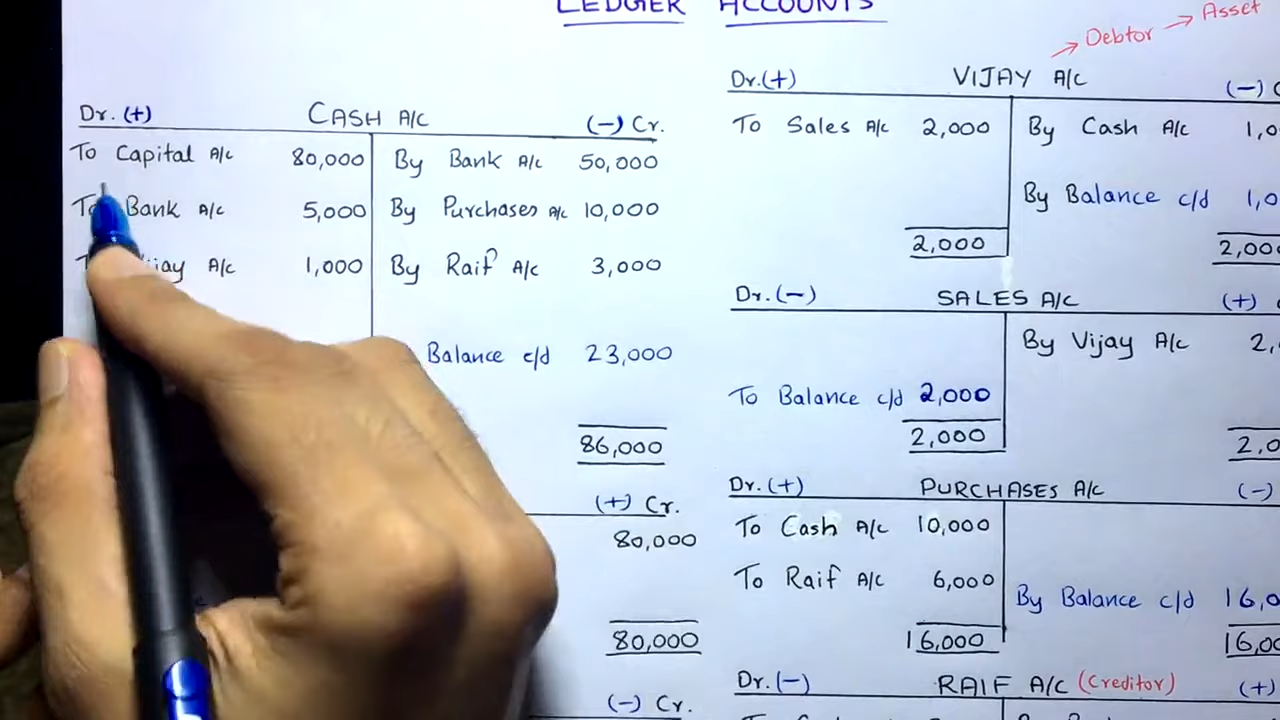 LEDGER ACCOUNTS
Dr. (+) CASH A/C (-) Cr.
To Capital A/c 80,000 By Bank A/c 50,000
To Bank A/c 5,000 By Purchases A/c 10,000
A/c 1,000 By Raif A/c 3,000
Balance c/d 23,000
86,000
(+) Cr.
80,000
80,000
(-) Cr.
Debtor → Asset
Dr. (+) VIJAY A/C (-)
To Sales A/c 2,000 By Cash A/c
By Balance c/d
2,000
Dr. (-) SALES A/C (+)
By Vijay A/c
To Balance c/d 2,000
2,000
Dr. (+) PURCHASES A/C (-)
To Cash A/c 10,000
To Raif A/c 6,000
By Balance c/d
16,000
Dr. (-) RAIF A/C (Creditor) (+)